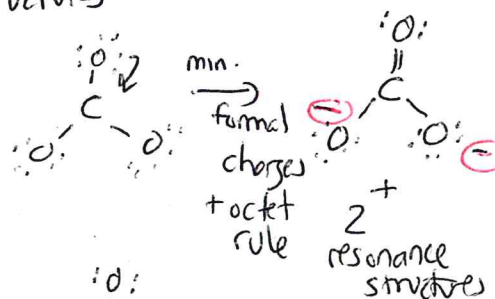 :O:
O
min.
C
formal
charges
+ octet
rule
O
O
:O:
C
O
O
2 +
resonance
structures
:O: